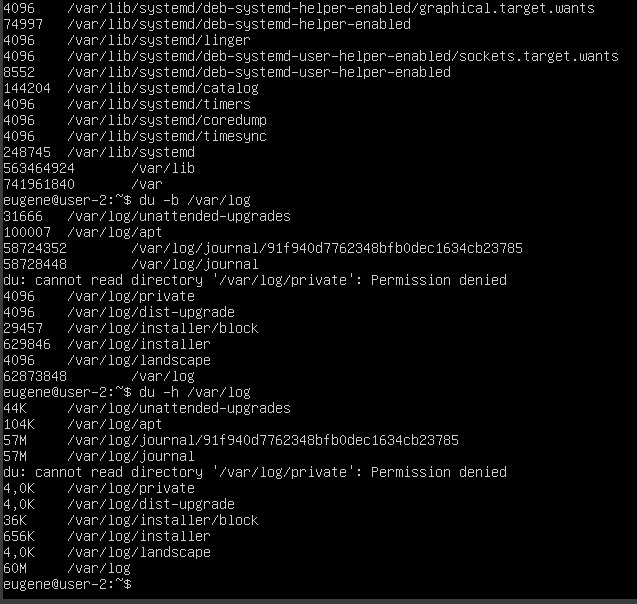 4096    /var/lib/systemd/deb-systemd-helper-enabled/graphical.target.wants
74997   /var/lib/systemd/deb-systemd-helper-enabled
4096    /var/lib/systemd/linger
4096    /var/lib/systemd/deb-systemd-user-helper-enabled/sockets.target.wants
8552    /var/lib/systemd/deb-systemd-user-helper-enabled
144204  /var/lib/systemd/catalog
4096    /var/lib/systemd/timers
4096    /var/lib/systemd/coredump
4096    /var/lib/systemd/timesync
248745  /var/lib/systemd
563464924       /var/lib
741961840       /var
eugene@user-2:~$ du -b /var/log
31666   /var/log/unattended-upgrades
100007  /var/log/apt
58724352        /var/log/journal/91f940d7762348bfb0dec1634cb23785
58728448        /var/log/journal
du: cannot read directory '/var/log/private': Permission denied
4096    /var/log/private
4096    /var/log/dist-upgrade
29457   /var/log/installer/block
629846  /var/log/installer
4096    /var/log/landscape
62873848        /var/log
eugene@user-2:~$ du -h /var/log
44K     /var/log/unattended-upgrades
104K    /var/log/apt
57M     /var/log/journal/91f940d7762348bfb0dec1634cb23785
57M     /var/log/journal
du: cannot read directory '/var/log/private': Permission denied
4,0K    /var/log/private
4,0K    /var/log/dist-upgrade
36K     /var/log/installer/block
656K    /var/log/installer
4,0K    /var/log/landscape
60M     /var/log
eugene@user-2:~$